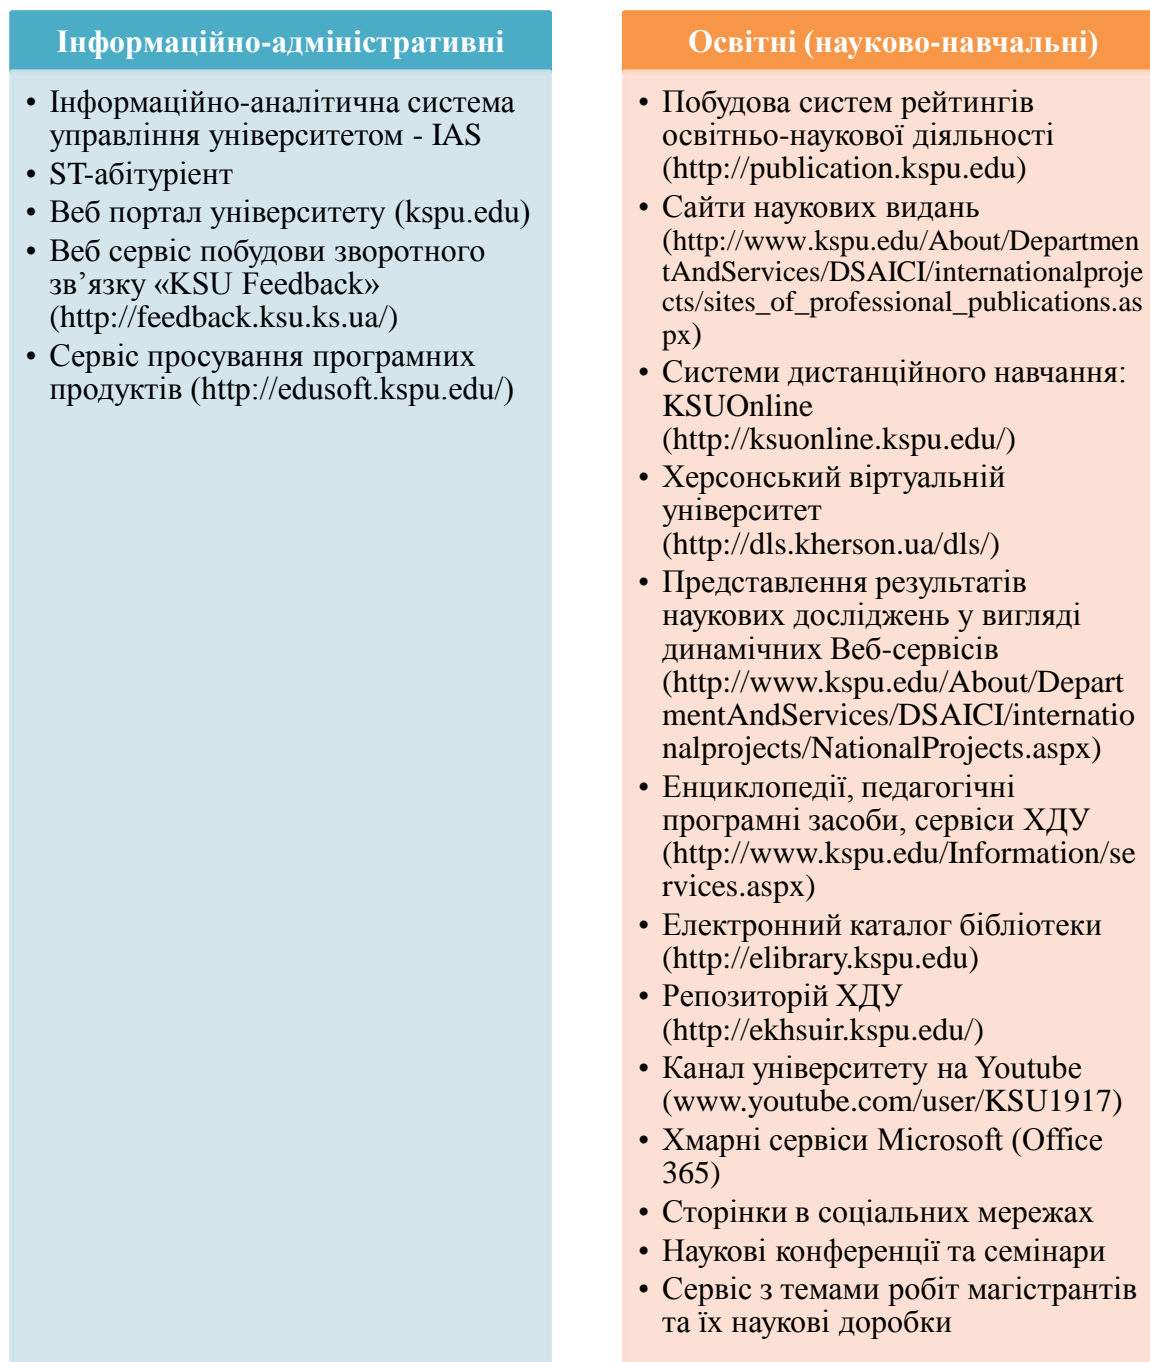 Інформаційно-адміністративні
• Інформаційно-аналітична система
управління університетом - IAS
• ST-абітурієнт
• Веб портал університету (kspu.edu)
• Веб сервіс побудови зворотного
зв’язку «KSU Feedback»
(http://feedback.ksu.ks.ua/)
• Сервіс просування програмних
продуктів (http://edusoft.kspu.edu/)
Освітні (науково-навчальні)
• Побудова систем рейтингів
освітньо-наукової діяльності
(http://publication.kspu.edu)
• Сайти наукових видань
(http://www.kspu.edu/About/Departmen
tAndServices/DSAICI/internationalproje
cts/sites_of_professional_publications.as
px)
• Системи дистанційного навчання:
KSUOnline
(http://ksuonline.kspu.edu/)
• Херсонський віртуальній
університет
(http://dls.kherson.ua/dls/)
• Представлення результатів
наукових досліджень у вигляді
динамічних Веб-сервісів
(http://www.kspu.edu/About/Depart
mentAndServices/DSAICI/internatio
nalprojects/NationalProjects.aspx)
• Енциклопедії, педагогічні
програмні засоби, сервіси ХДУ
(http://www.kspu.edu/Information/se
rvices.aspx)
• Електронний каталог бібліотеки
(http://elibrary.kspu.edu)
• Репозиторій ХДУ
(http://ekhsuir.kspu.edu/)
• Канал університету на Youtube
(www.youtube.com/user/KSU1917)
• Хмарні сервіси Microsoft (Office
365)
• Сторінки в соціальних мережах
• Наукові конференції та семінари
• Сервіс з темами робіт магістрантів
та їх наукові доробки